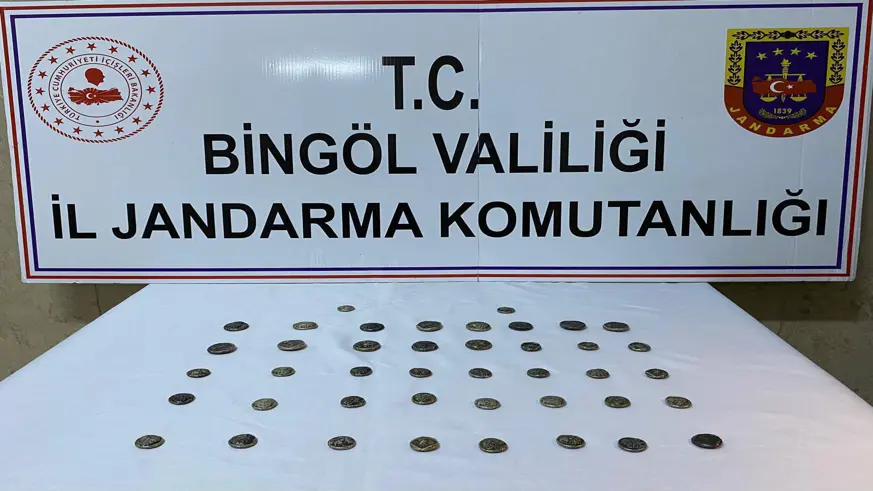 TÜRKİYE CUMHURİYETİ İÇİŞLERİ BAKANLIĞI
T.C.
BİNGÖL VALİLİĞİ
İL JANDARMA KOMUTANLIĞI
1839
JANDARMA